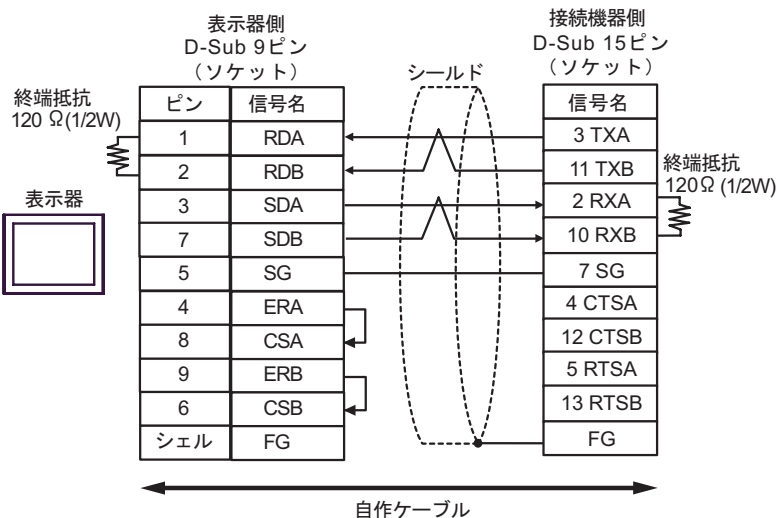 表示器側
D-Sub 9ピン
（ソケット）
接続機器側
D-Sub 15ピン
（ソケット）
シールド
終端抵抗
120 Ω(1/2W)
ピン 信号名 信号名
1 RDA 3 TXA
2 RDB 11 TXB
終端抵抗
120Ω (1/2W)
表示器
3 SDA 2 RXA
7 SDB 10 RXB
5 SG 7 SG
4 ERA 4 CTSA
8 CSA 12 CTSB
9 ERB 5 RTSA
6 CSB 13 RTSB
シェル FG FG
自作ケーブル